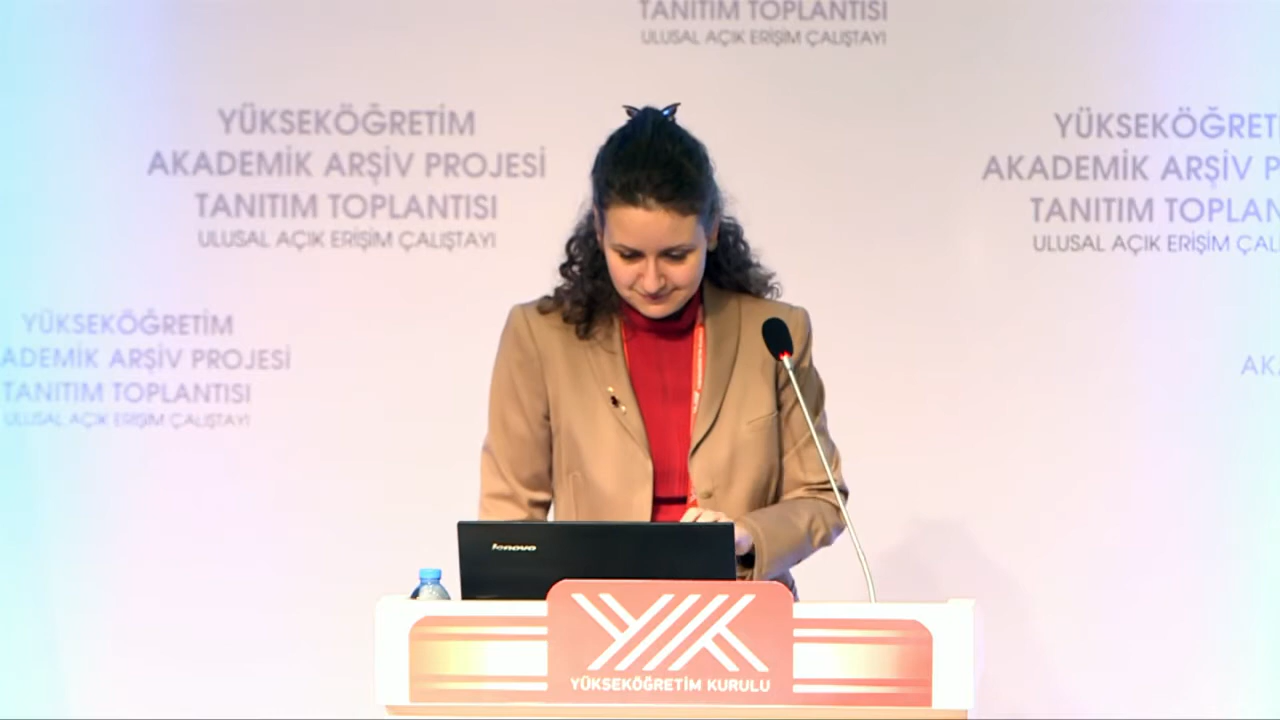 TANITIM TOPLANTISI
ULUSAL AÇIK ERİŞİM ÇALIŞTAYI
YÜKSEKÖĞRETİM
AKADEMİK ARŞİV PROJESİ
TANITIM TOPLANTISI
ULUSAL AÇIK ERİŞİM ÇALIŞTAYI
YÜKSEKÖĞRET
AKADEMİK ARŞİV P
TANITIM TOPLAN
ULUSAL AÇIK ERİŞİM ÇAL
YÜKSEKÖĞRETİM
ADEMİK ARŞİV PROJESİ
TANITIM TOPLANTISI
ULUSAL AÇIK ERİŞİM ÇALIŞTAYI
AKA
lenovo
YÖK
YÜKSEKÖĞRETİM KURULU